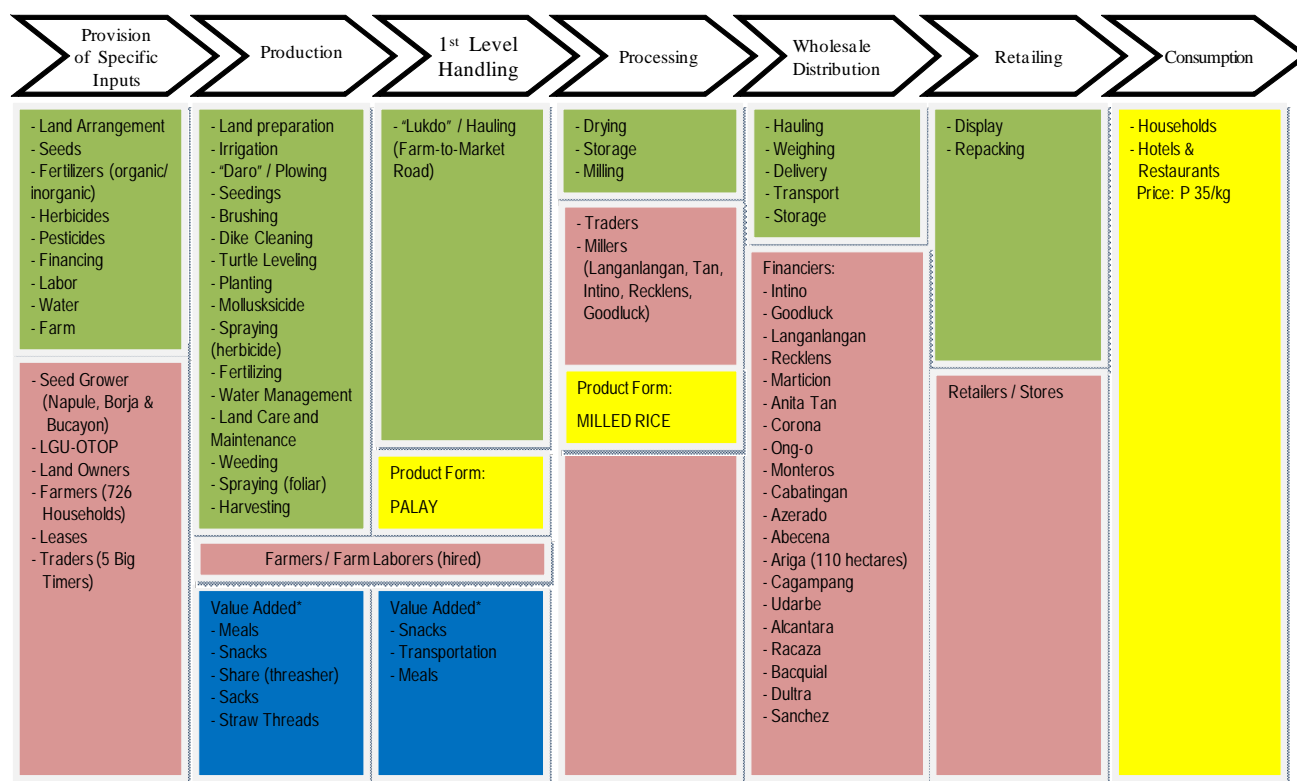 Provision
of Specific
Inputs
Production
1st Level
Handling
Processing
Wholesale
Distribution
Retailing
Consumption
- Land Arrangement
- Seeds
- Fertilizers (organic/
inorganic)
- Herbicides
- Pesticides
- Financing
- Labor
- Water
- Farm
- Seed Grower
(Napule, Borja &
Bucayon)
- LGU-OTOP
- Land Owners
- Farmers (726
Households)
- Leases
- Traders (5 Big
Timers)
- Land preparation
- Irrigation
- "Daro" / Plowing
- Seedings
- Brushing
- Dike Cleaning
- Turtle Leveling
- Planting
- Mollusksicide
- Spraying
(herbicide)
- Fertilizing
- Water Management
- Land Care and
Maintenance
- Weeding
- Spraying (foliar)
- Harvesting
- "Lukdo" / Hauling
(Farm-to-Market
Road)
Product Form:
PALAY
Farmers / Farm Laborers (hired)
Value Added*
- Meals
- Snacks
- Share (threasher)
- Sacks
- Straw Threads
Value Added*
- Snacks
- Transportation
- Meals
- Drying
- Storage
- Milling
- Traders
- Millers
(Langanlangan, Tan,
Intino, Recklens,
Goodluck)
Product Form:
MILLED RICE
- Hauling
- Weighing
- Delivery
- Transport
- Storage
Financiers:
- Intino
- Goodluck
- Langanlangan
- Recklens
- Marticion
- Anita Tan
- Corona
- Ong-o
- Monteros
- Cabatingan
- Azerado
- Abecena
- Ariga (110 hectares)
- Cagampang
- Udarbe
- Alcantara
- Racaza
- Bacquial
- Dultra
- Sanchez
- Display
- Repacking
Retailers / Stores
- Households
- Hotels &
Restaurants
Price: P 35/kg